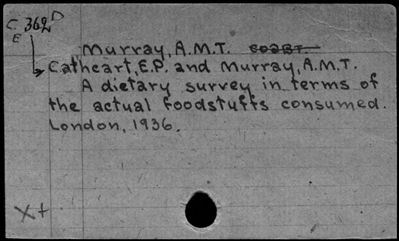 C. 362 D
E
Murray, A.M.T.
Cathcart, E.P. and Murray, A.M.T.
A dietary survey in terms of
the actual foodstuffs consumed.
London, 1936.
X+